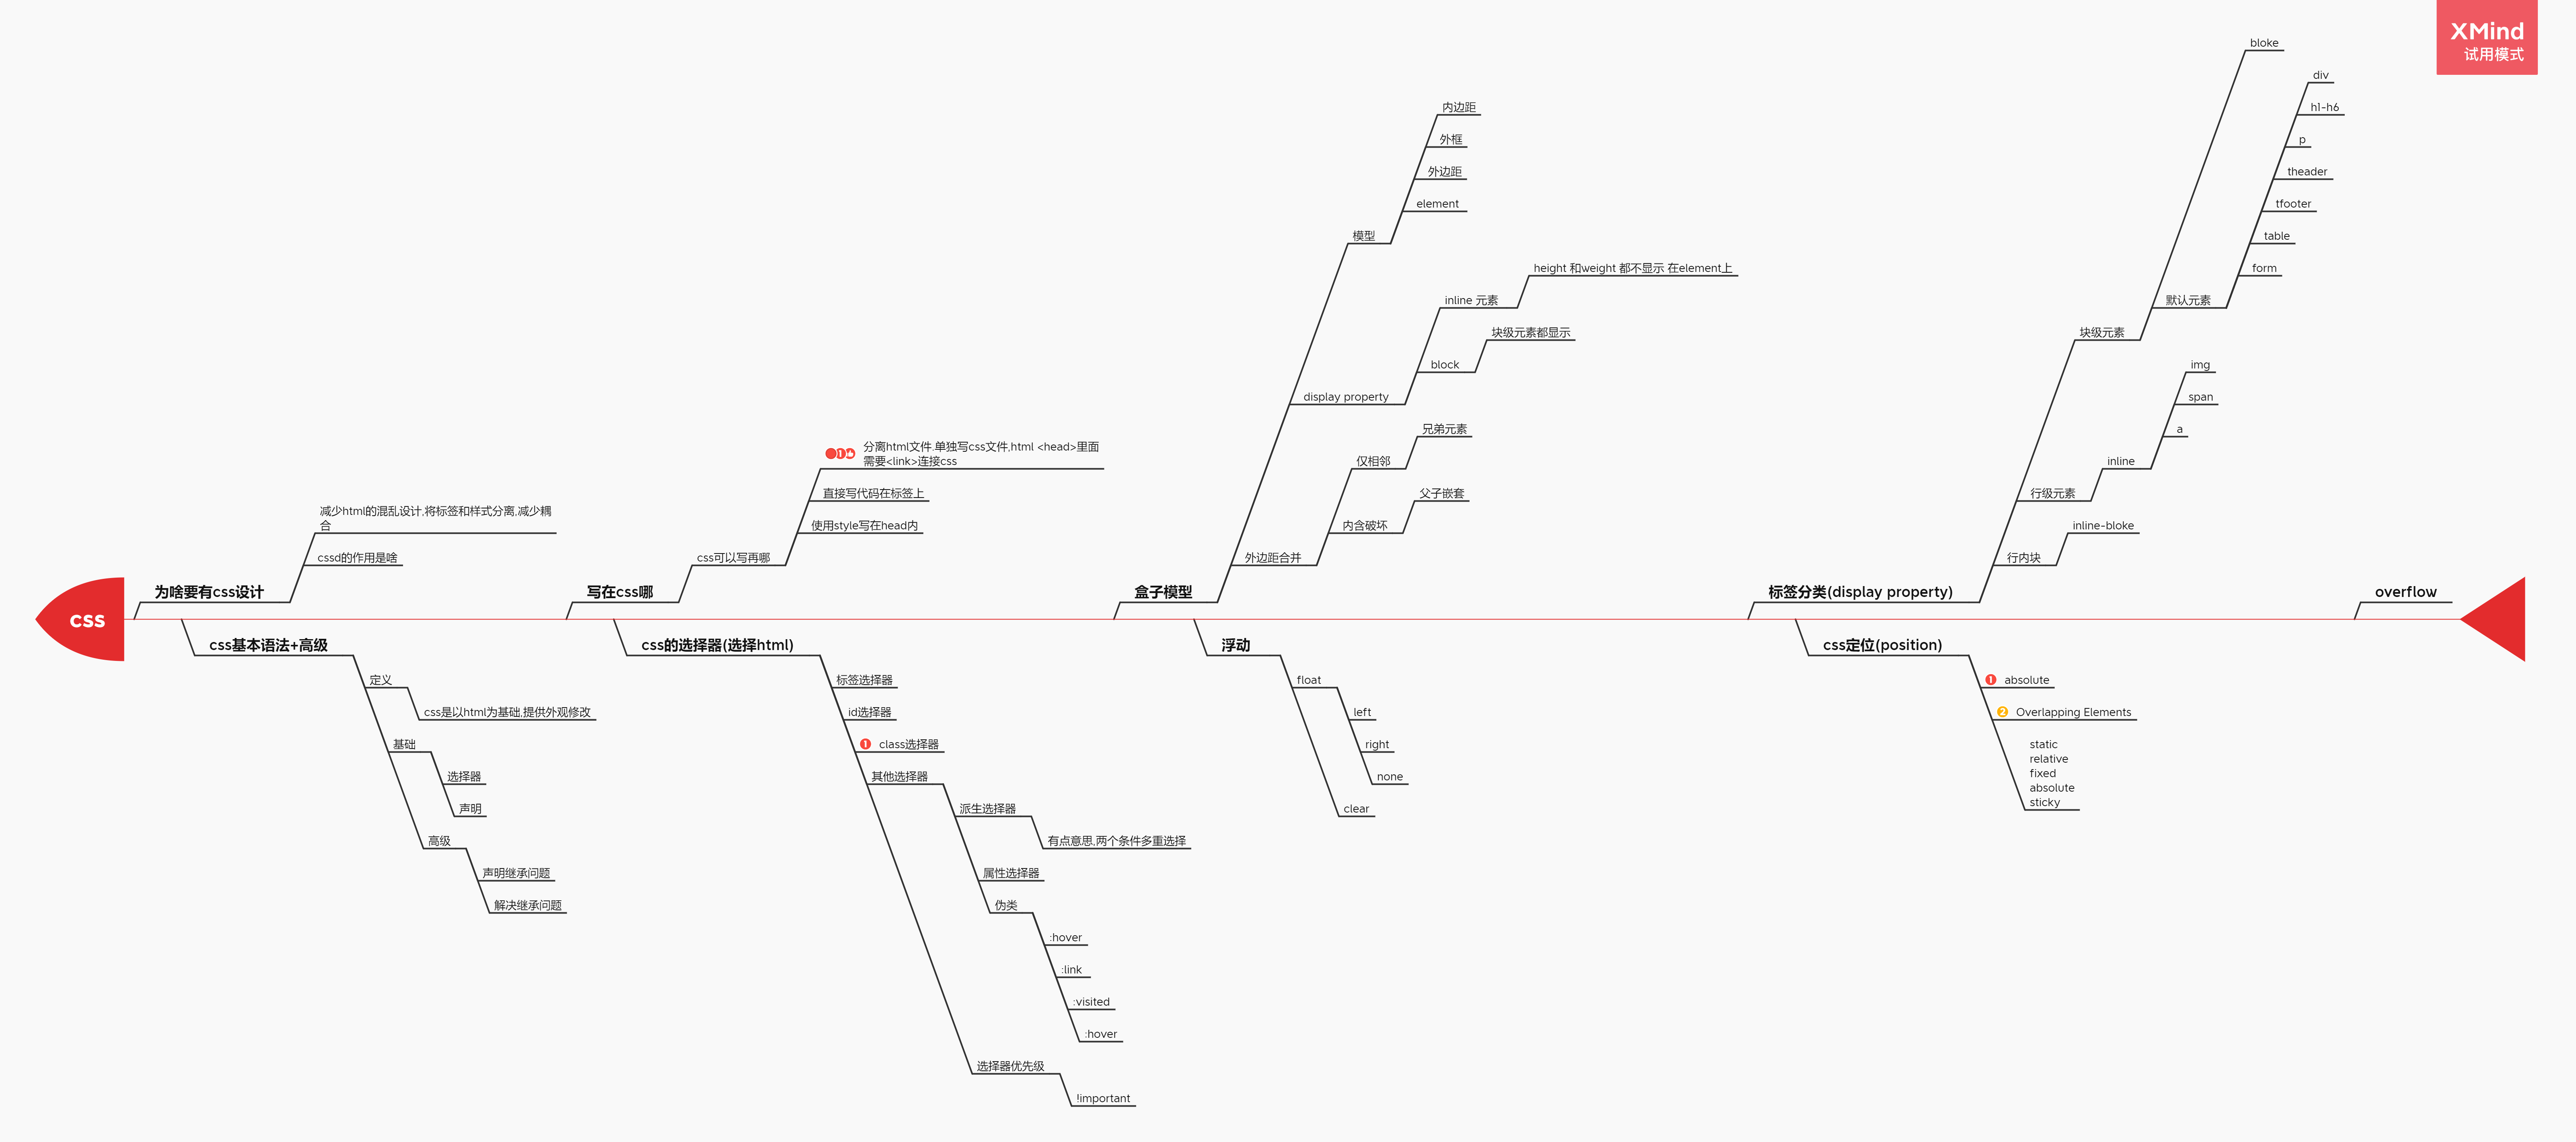 XMind
试用模式
css
为啥要有css设计
减少html的混乱设计,将标签和样式分离,减少耦
合
cssd的作用是啥
css基本语法+高级
定义
css是以html为基础,提供外观修改
基础
选择器
声明
高级
声明继承问题
解决继承问题
写在css哪
css可以写再哪
1
分离html文件.单独写css文件,html <head>里面
需要<link>连接css
直接写代码在标签上
使用style写在head内
css的选择器(选择html)
标签选择器
id选择器
1 class选择器
其他选择器
派生选择器
有点意思,两个条件多重选择
属性选择器
伪类
:hover
:link
:visited
:hover
选择器优先级
!important
盒子模型
模型
内边距
外框
外边距
element
display property
inline 元素
height 和weight 都不显示 在element上
block
块级元素都显示
外边距合并
仅相邻
兄弟元素
内含破坏
父子嵌套
浮动
float
left
right
none
clear
标签分类(display property)
块级元素
bloke
默认元素
div
h1-h6
p
theader
tfooter
table
form
行级元素
inline
img
span
a
行内块
inline-bloke
css定位(position)
1 absolute
2 Overlapping Elements
static
relative
fixed
absolute
sticky
overflow